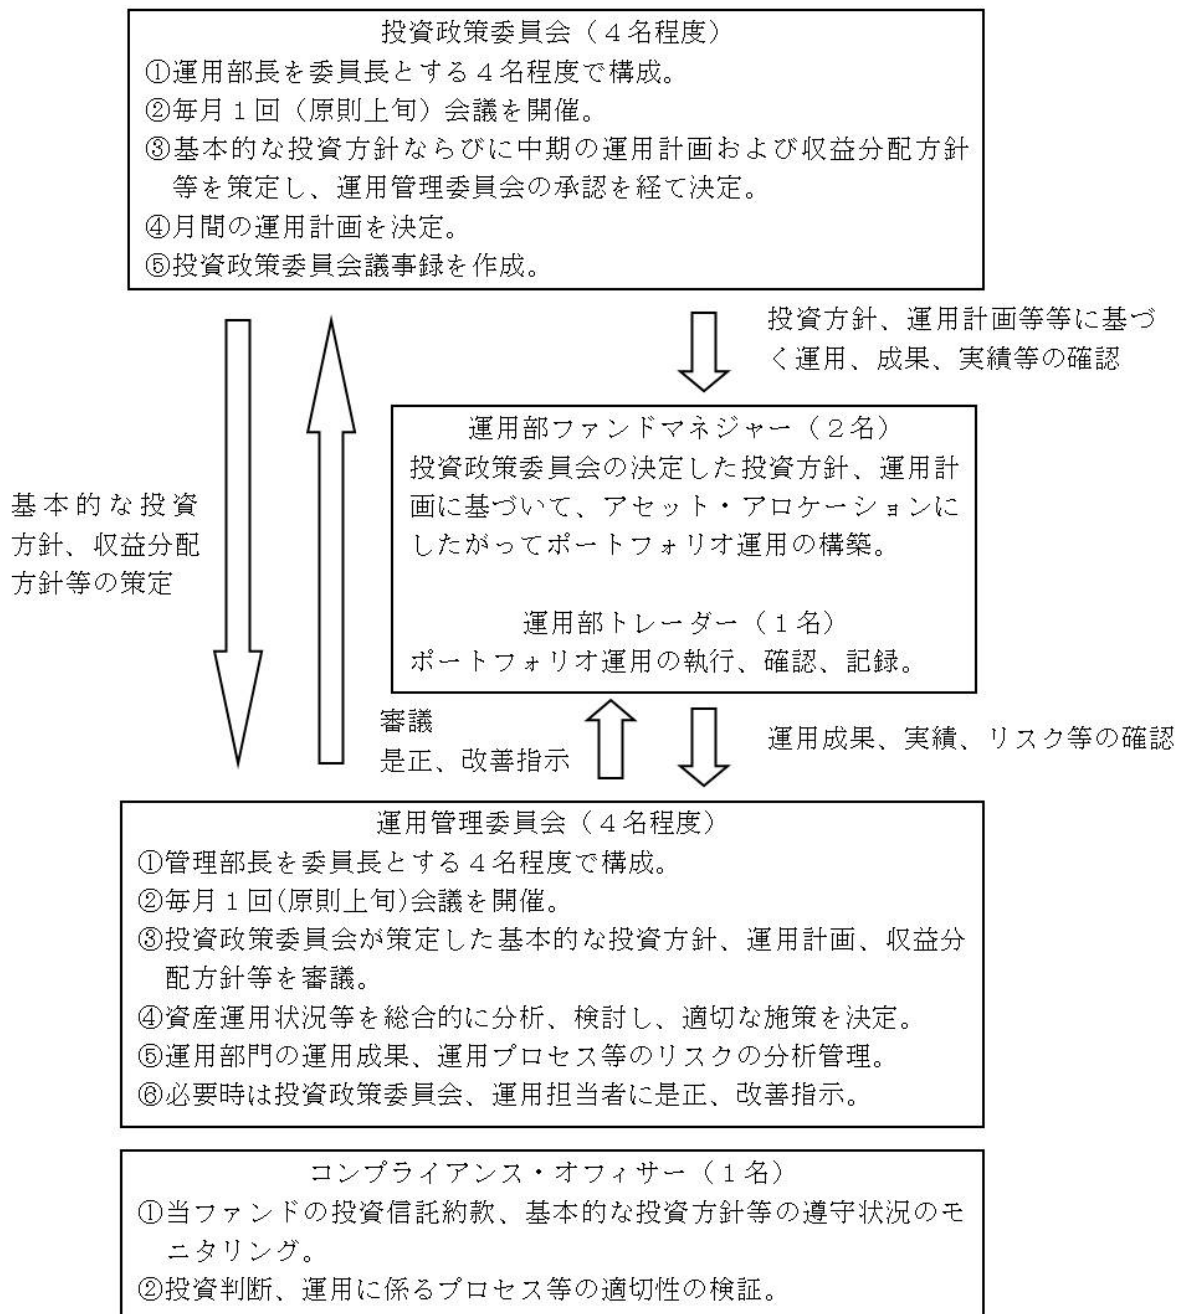 投資政策委員会（４名程度）
①運用部長を委員長とする４名程度で構成。
②毎月１回（原則上旬）会議を開催。
③基本的な投資方針ならびに中期の運用計画および収益分配方針
等を策定し、運用管理委員会の承認を経て決定。
④月間の運用計画を決定。
⑤投資政策委員会議事録を作成。
投資方針、運用計画等等に基づ
く運用、成果、実績等の確認
運用部ファンドマネジャー（２名）
投資政策委員会の決定した投資方針、運用計
画に基づいて、アセット・アロケーションに
したがってポートフォリオ運用の構築。
運用部トレーダー（１名）
ポートフォリオ運用の執行、確認、記録。
基本的な投資
方針、収益分配
方針等の策定
審議
是正、改善指示
運用成果、実績、リスク等の確認
運用管理委員会（４名程度）
①管理部長を委員長とする４名程度で構成。
②毎月１回(原則上旬)会議を開催。
③投資政策委員会が策定した基本的な投資方針、運用計画、収益分
配方針等を審議。
④資産運用状況等を総合的に分析、検討し、適切な施策を決定。
⑤運用部門の運用成果、運用プロセス等のリスクの分析管理。
⑥必要時は投資政策委員会、運用担当者に是正、改善指示。
コンプライアンス・オフィサー（１名）
①当ファンドの投資信託約款、基本的な投資方針等の遵守状況のモ
ニタリング。
②投資判断、運用に係るプロセス等の適切性の検証。